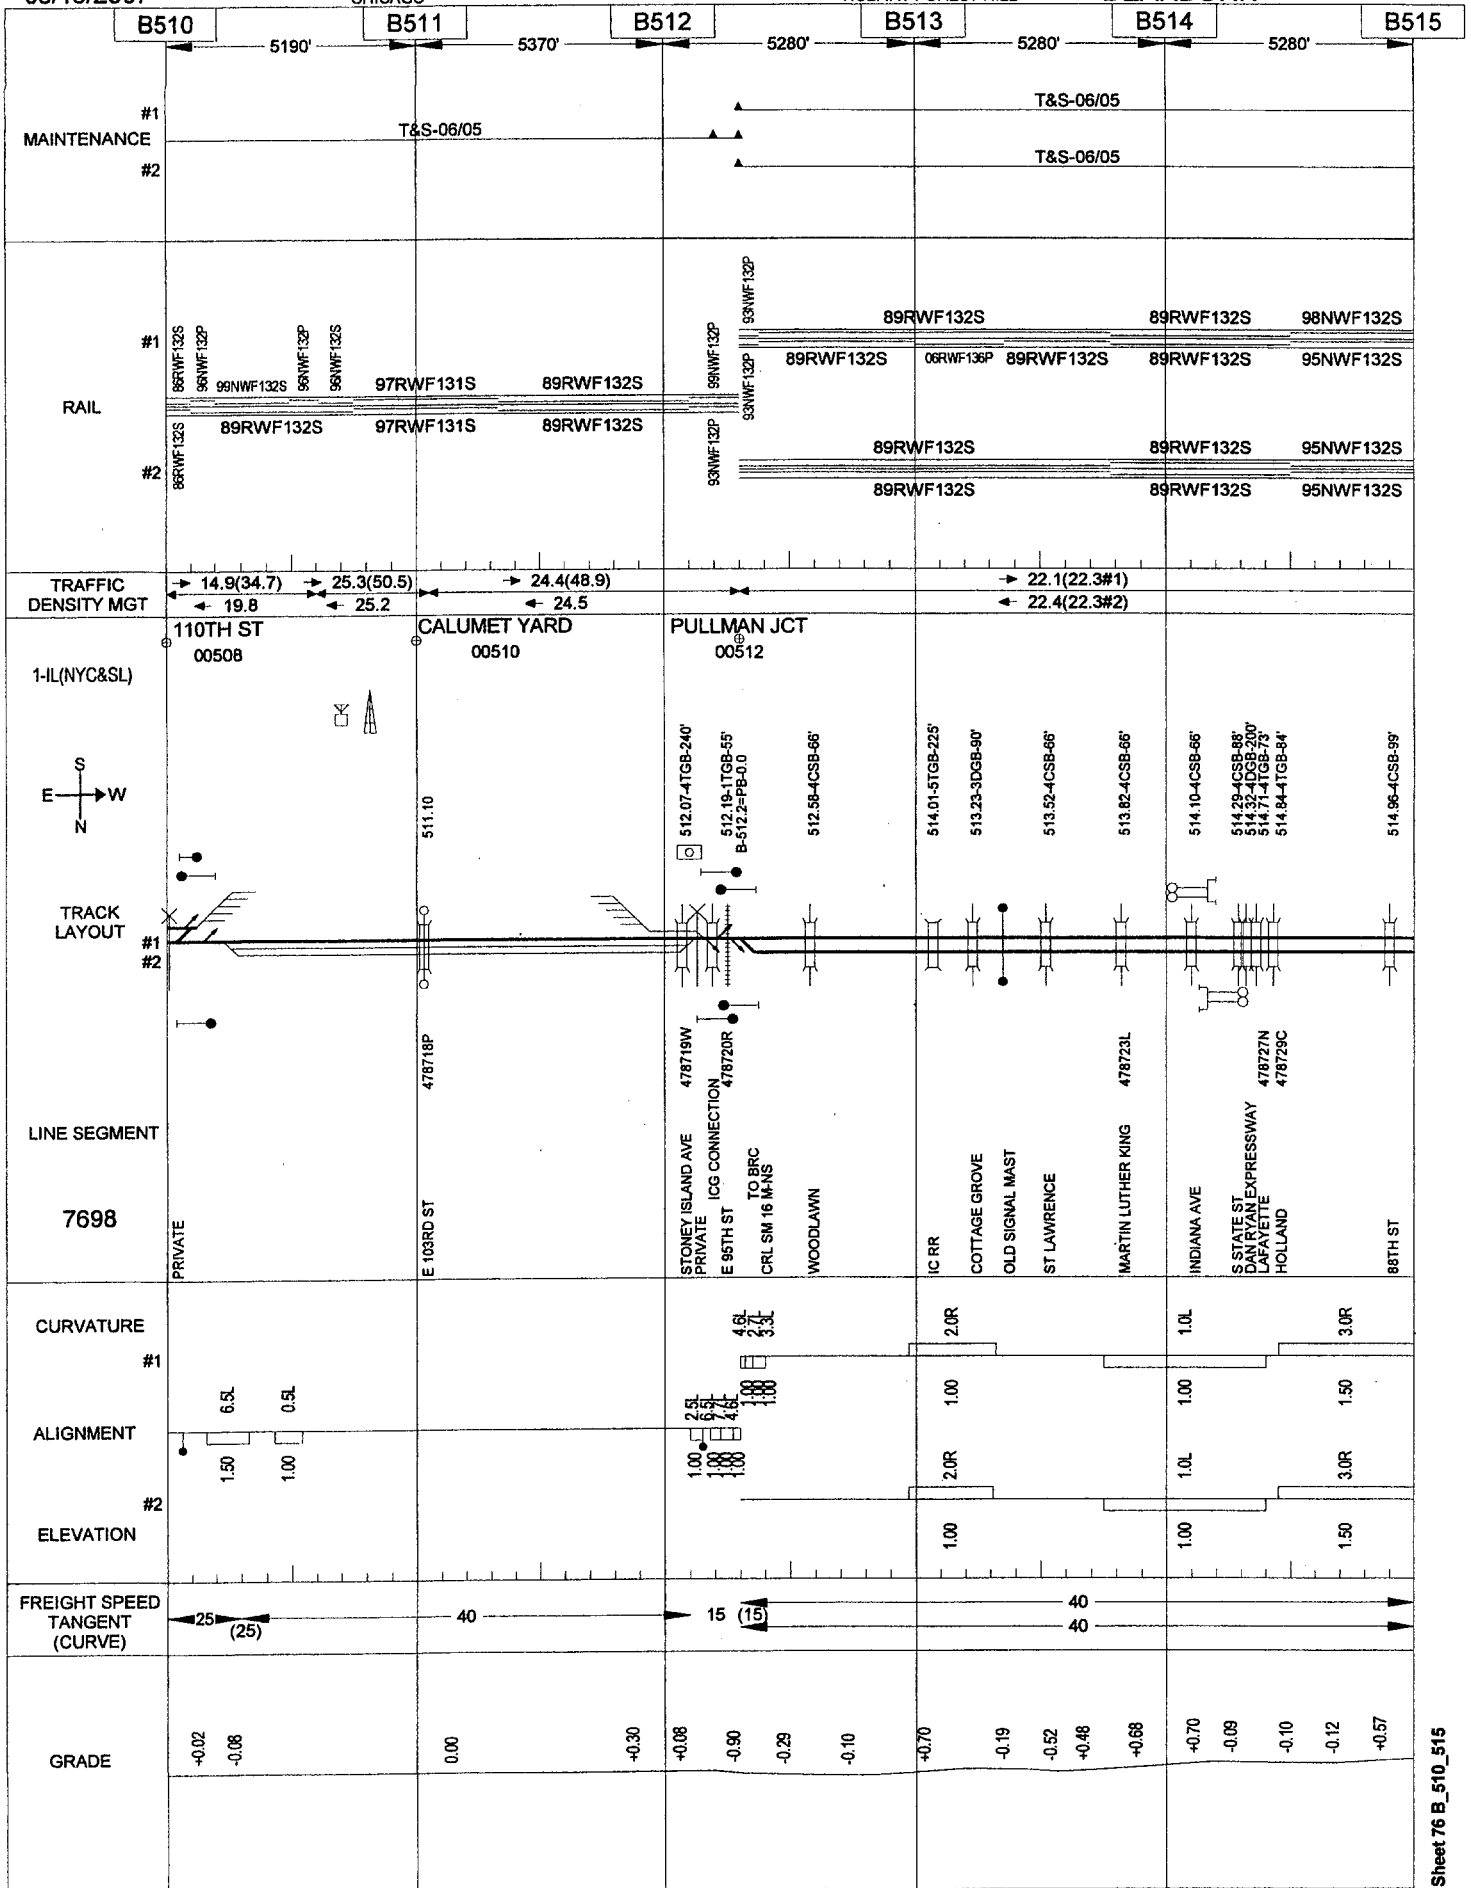 B510
B511
B512
B513
B514
B515
5190'
5370'
5280'
5280'
5280'
MAINTENANCE
#1
#2
T&S-06/05
T&S-06/05
T&S-06/05
RAIL
#1
#2
86RWF132S
96NWF132P
99NWF132S
96NWF132P
96NWF132S
97RWF131S
89RWF132S
99NWF132P
93NWF132P
89RWF132S
89RWF132S
98NWF132S
86RWF132S
89RWF132S
97RWF131S
89RWF132S
93NWF132P
93NWF132P
89RWF132S
06RWF136P
89RWF132S
89RWF132S
95NWF132S
89RWF132S
89RWF132S
95NWF132S
89RWF132S
89RWF132S
95NWF132S
TRAFFIC
DENSITY MGT
14.9(34.7)
25.3(50.5)
24.4(48.9)
22.1(22.3#1)
19.8
25.2
24.5
22.4(22.3#2)
110TH ST
00508
CALUMET YARD
00510
PULLMAN JCT
00512
1-IL(NYC&SL)
S
E
W
N
511.10
512.07-4TGB-240'
512.19-1TGB-55'
B-512.2=PB-0.0
512.58-4CSB-66'
514.01-5TGB-225'
513.23-3DGB-90'
513.52-4CSB-66'
513.82-4CSB-66'
514.10-4CSB-66'
514.29-4CSB-88'
514.32-4DGB-200'
514.71-4TGB-73'
514.84-4TGB-84'
514.96-4CSB-99'
TRACK
LAYOUT
#1
#2
478718P
478719W
478720R
478723L
478727N
478729C
LINE SEGMENT
7698
PRIVATE
E 103RD ST
STONEY ISLAND AVE
PRIVATE
ICG CONNECTION
E 95TH ST
TO BRC
CRL SM 16 M-NS
WOODLAWN
IC RR
COTTAGE GROVE
OLD SIGNAL MAST
ST LAWRENCE
MARTIN LUTHER KING
INDIANA AVE
S STATE ST
DAN RYAN EXPRESSWAY
LAFAYETTE
HOLLAND
88TH ST
CURVATURE
#1
4.6L
2.7L
3.3L
2.0R
1.0L
3.0R
1.00
1.00
1.00
1.00
1.00
1.50
ALIGNMENT
6.5L
0.5L
2.5L
6.5L
4.6L
1.50
1.00
1.00
1.00
1.00
1.00
#2
ELEVATION
2.0R
1.0L
3.0R
1.00
1.00
1.50
FREIGHT SPEED
TANGENT
(CURVE)
25
(25)
40
15
(15)
40
40
GRADE
+0.02
-0.08
0.00
+0.30
+0.08
-0.90
-0.29
-0.10
+0.70
-0.19
-0.52
+0.48
+0.68
+0.70
-0.09
-0.10
-0.12
+0.57
Sheet 76 B_510_515